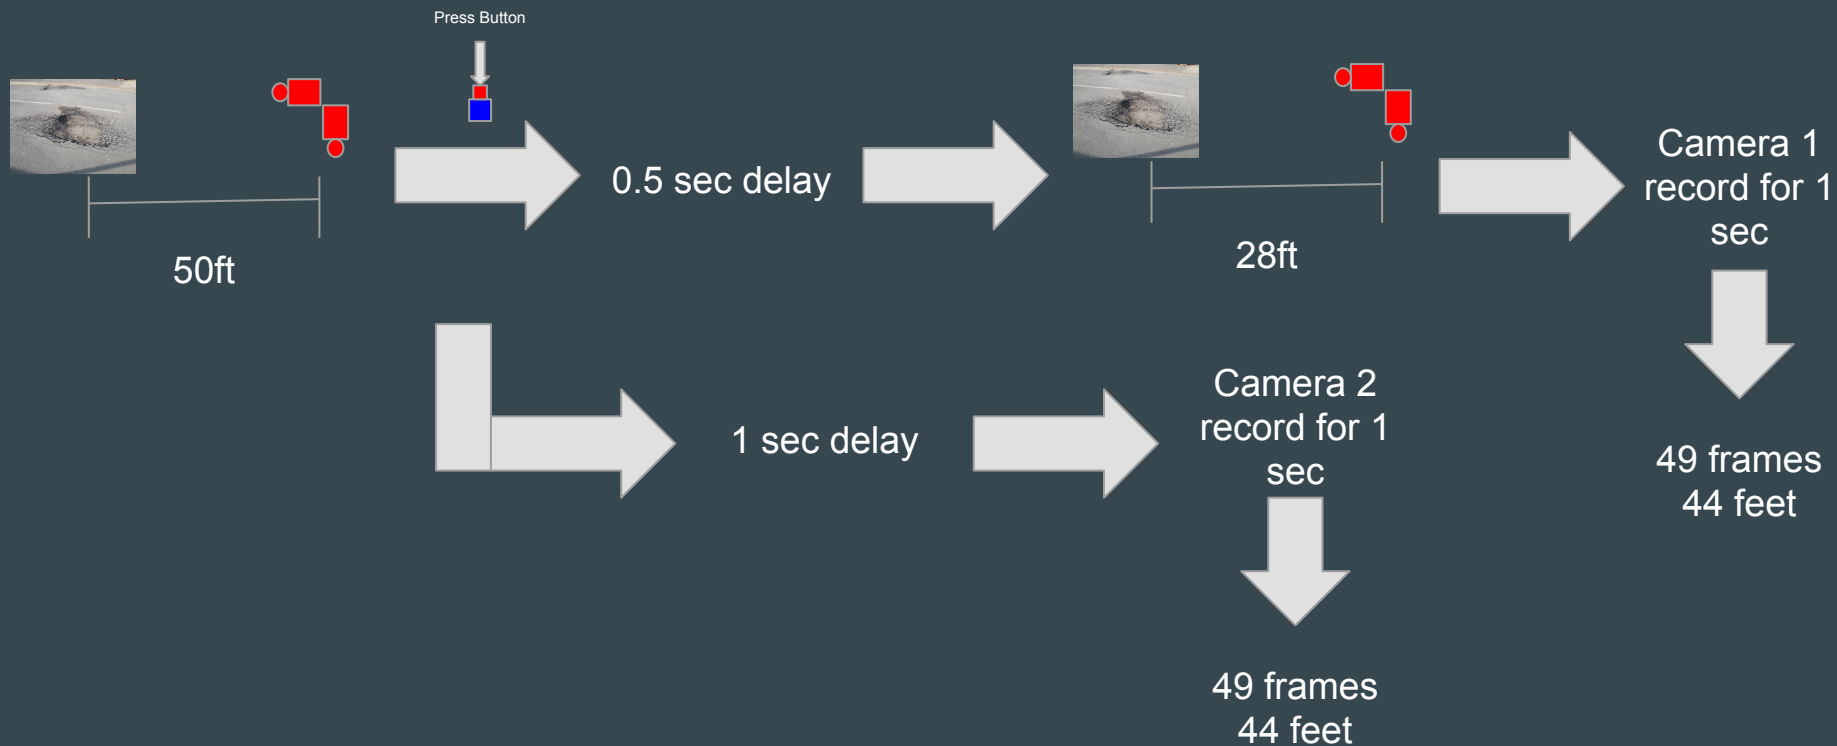 Press Button
0.5 sec delay
50ft
28ft
Camera 1
record for 1
sec
1 sec delay
Camera 2
record for 1
sec
49 frames
44 feet
49 frames
44 feet